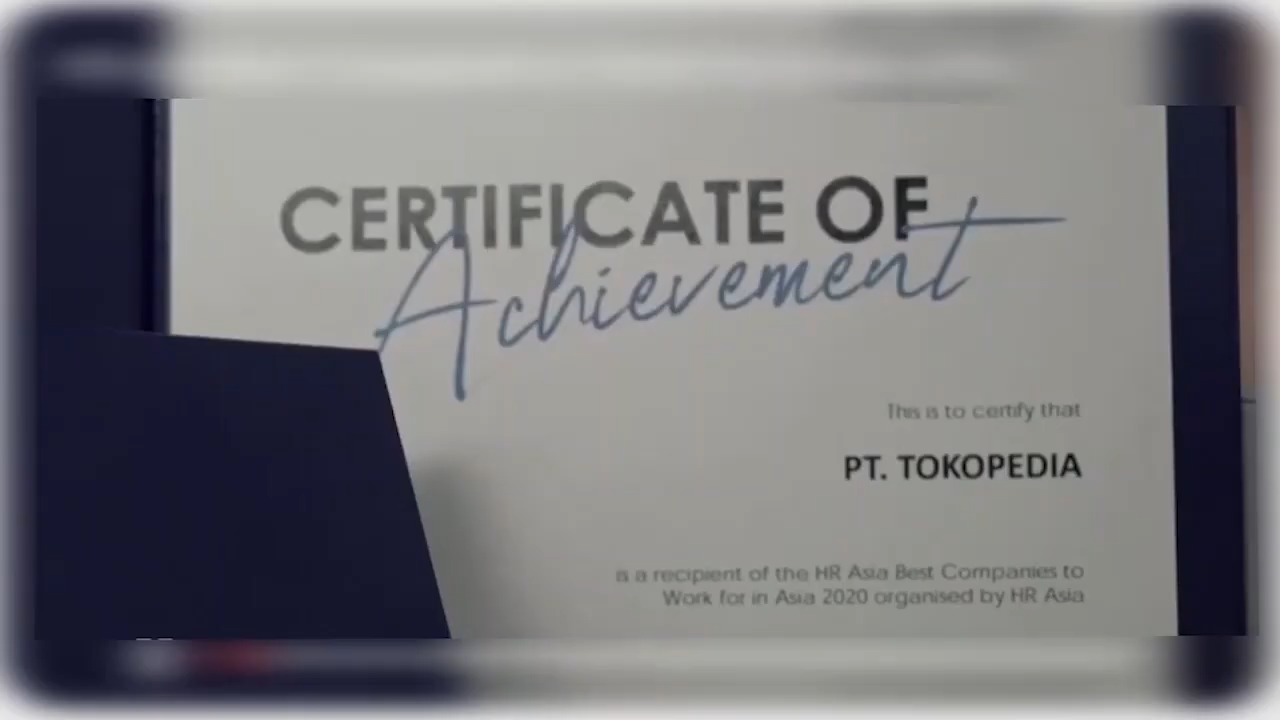 CERTIFICATE OF
Achievement
This is to certify that
PT. TOKOPEDIA
is a recipient of the HR Asia Best Companies to
Work for in Asia 2020 organised by HR Asia